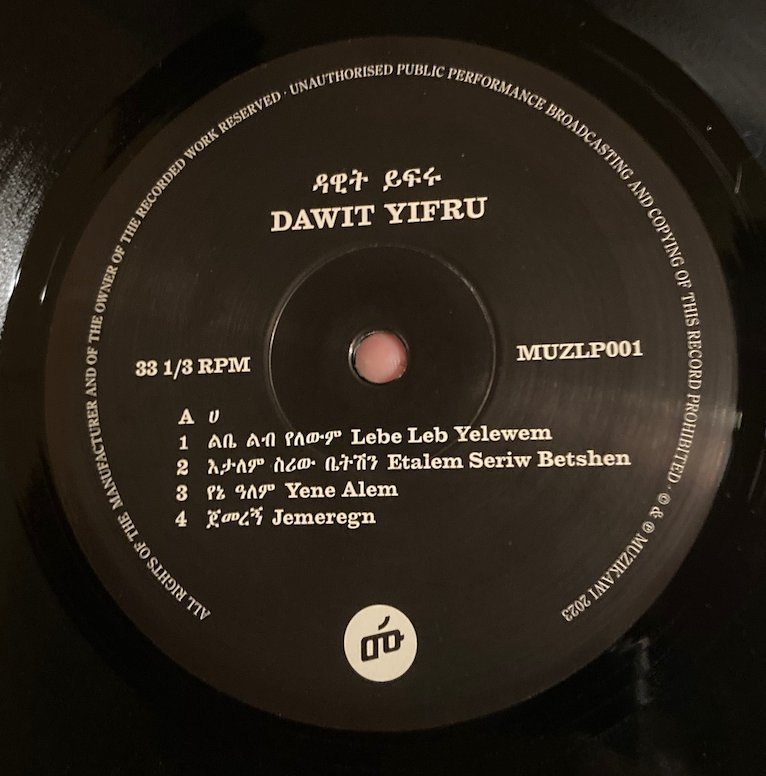 ALL RIGHTS OF THE MANUFACTURER AND OF THE OWNER OF THE RECORDED WORK RESERVED · UNAUTHORISED PUBLIC PERFORMANCE BROADCASTING AND COPYING OF THIS RECORD PROHIBITED · © & ℗ MUZIKAWI 2023
ዳዊት ይፍሩ
DAWIT YIFRU
33 1/3 RPM
MUZLP001
A ሀ
1 ልቤ ልብ የለውም Lebe Leb Yelewem
2 እታለም ስሪው ቤትሽን Etalem Seriw Betshen
3 የኔ ዓለም Yene Alem
4 ጀመረኝ Jemeregn